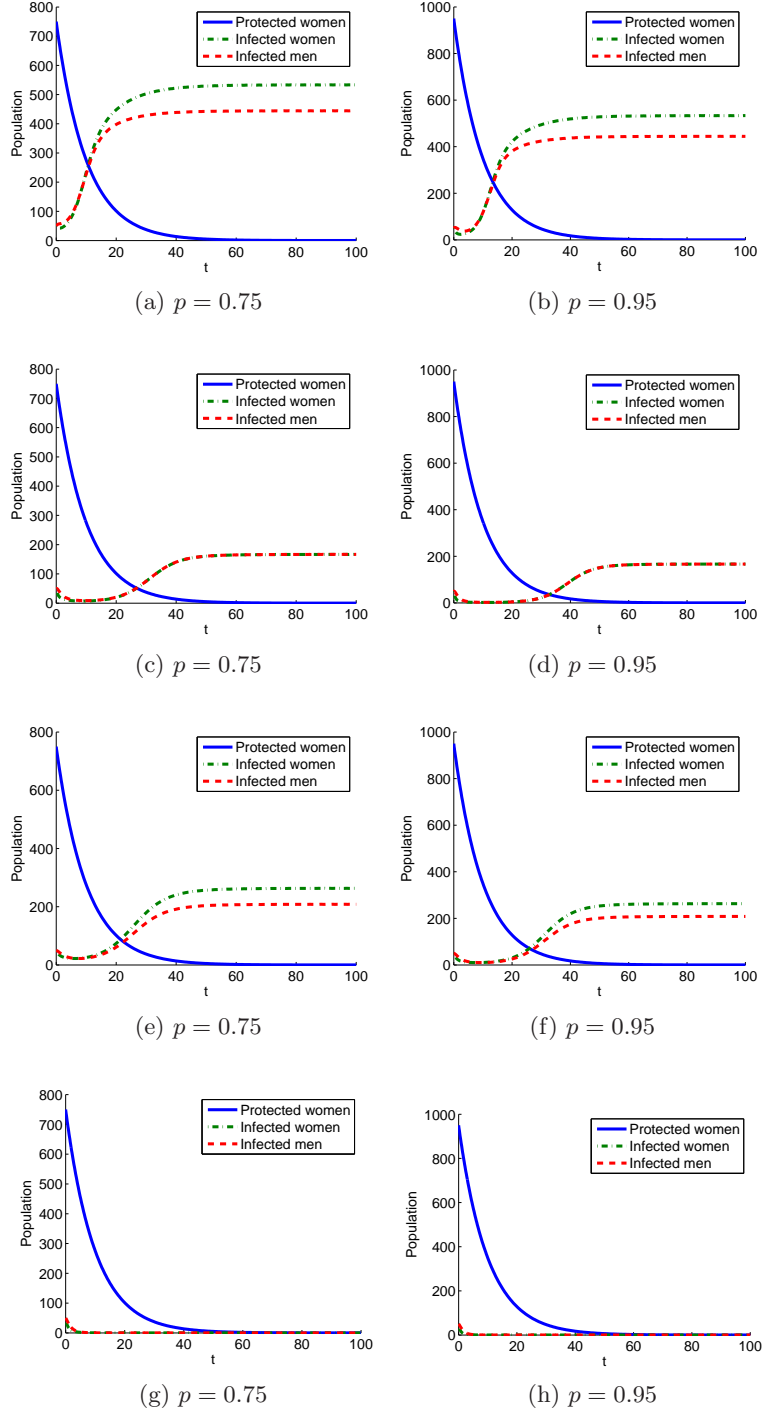 800
700
600
500
400
300
200
100
0
Population
0 20 40 60 80 100
t
Protected women
Infected women
Infected men
(a) p = 0.75
1000
800
600
400
200
0
Population
0 20 40 60 80 100
t
Protected women
Infected women
Infected men
(b) p = 0.95
800
700
600
500
400
300
200
100
0
Population
0 20 40 60 80 100
t
Protected women
Infected women
Infected men
(c) p = 0.75
1000
800
600
400
200
0
Population
0 20 40 60 80 100
t
Protected women
Infected women
Infected men
(d) p = 0.95
800
600
400
200
0
Population
0 20 40 60 80 100
t
Protected women
Infected women
Infected men
(e) p = 0.75
1000
800
600
400
200
0
Population
0 20 40 60 80 100
t
Protected women
Infected women
Infected men
(f) p = 0.95
800
700
600
500
400
300
200
100
0
Population
0 20 40 60 80 100
t
Protected women
Infected women
Infected men
(g) p = 0.75
1000
800
600
400
200
0
Population
0 20 40 60 80 100
t
Protected women
Infected women
Infected men
(h) p = 0.95